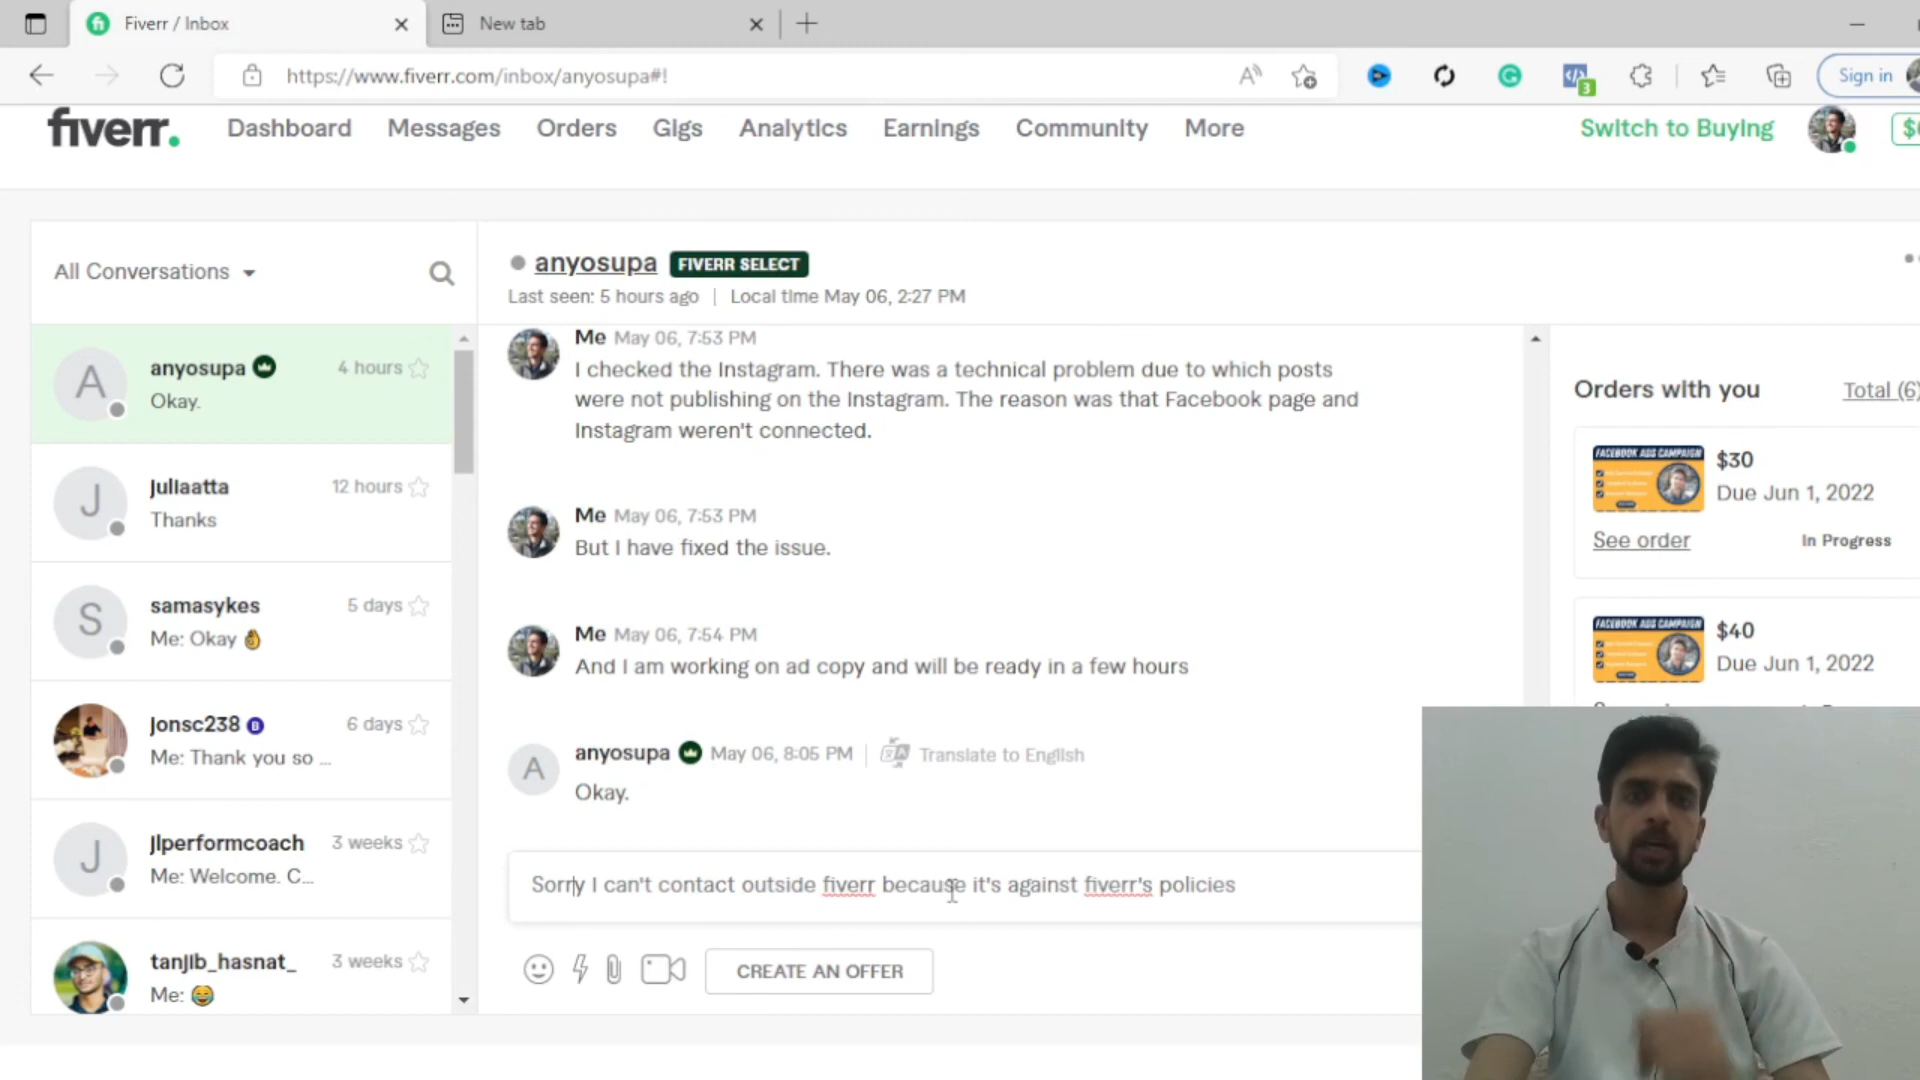 Fiverr / Inbox
New tab
https://www.fiverr.com/inbox/anyosupa#!
3
Sign in
fiverr.
Dashboard
Messages
Orders
Gigs
Analytics
Earnings
Community
More
Switch to Buying
All Conversations
anyosupa
4 hours
Okay.
juliaatta
12 hours
Thanks
samasykes
5 days
Me: Okay 👌
jonsc238
6 days
Me: Thank you so ...
jlperformcoach
3 weeks
Me: Welcome. C...
tanjib_hasnat_
3 weeks
Me: 😂
anyosupa FIVERR SELECT
Last seen: 5 hours ago | Local time May 06, 2:27 PM
Me May 06, 7:53 PM
I checked the Instagram. There was a technical problem due to which posts
were not publishing on the Instagram. The reason was that Facebook page and
Instagram weren't connected.
Me May 06, 7:53 PM
But I have fixed the issue.
Me May 06, 7:54 PM
And I am working on ad copy and will be ready in a few hours
anyosupa May 06, 8:05 PM | Translate to English
Okay.
Sorry I can't contact outside fiverr because it's against fiverr's policies
CREATE AN OFFER
Orders with you
Total (6)
FACEBOOK ADS CAMPAIGN
$30
Due Jun 1, 2022
See order
In Progress
FACEBOOK ADS CAMPAIGN
$40
Due Jun 1, 2022